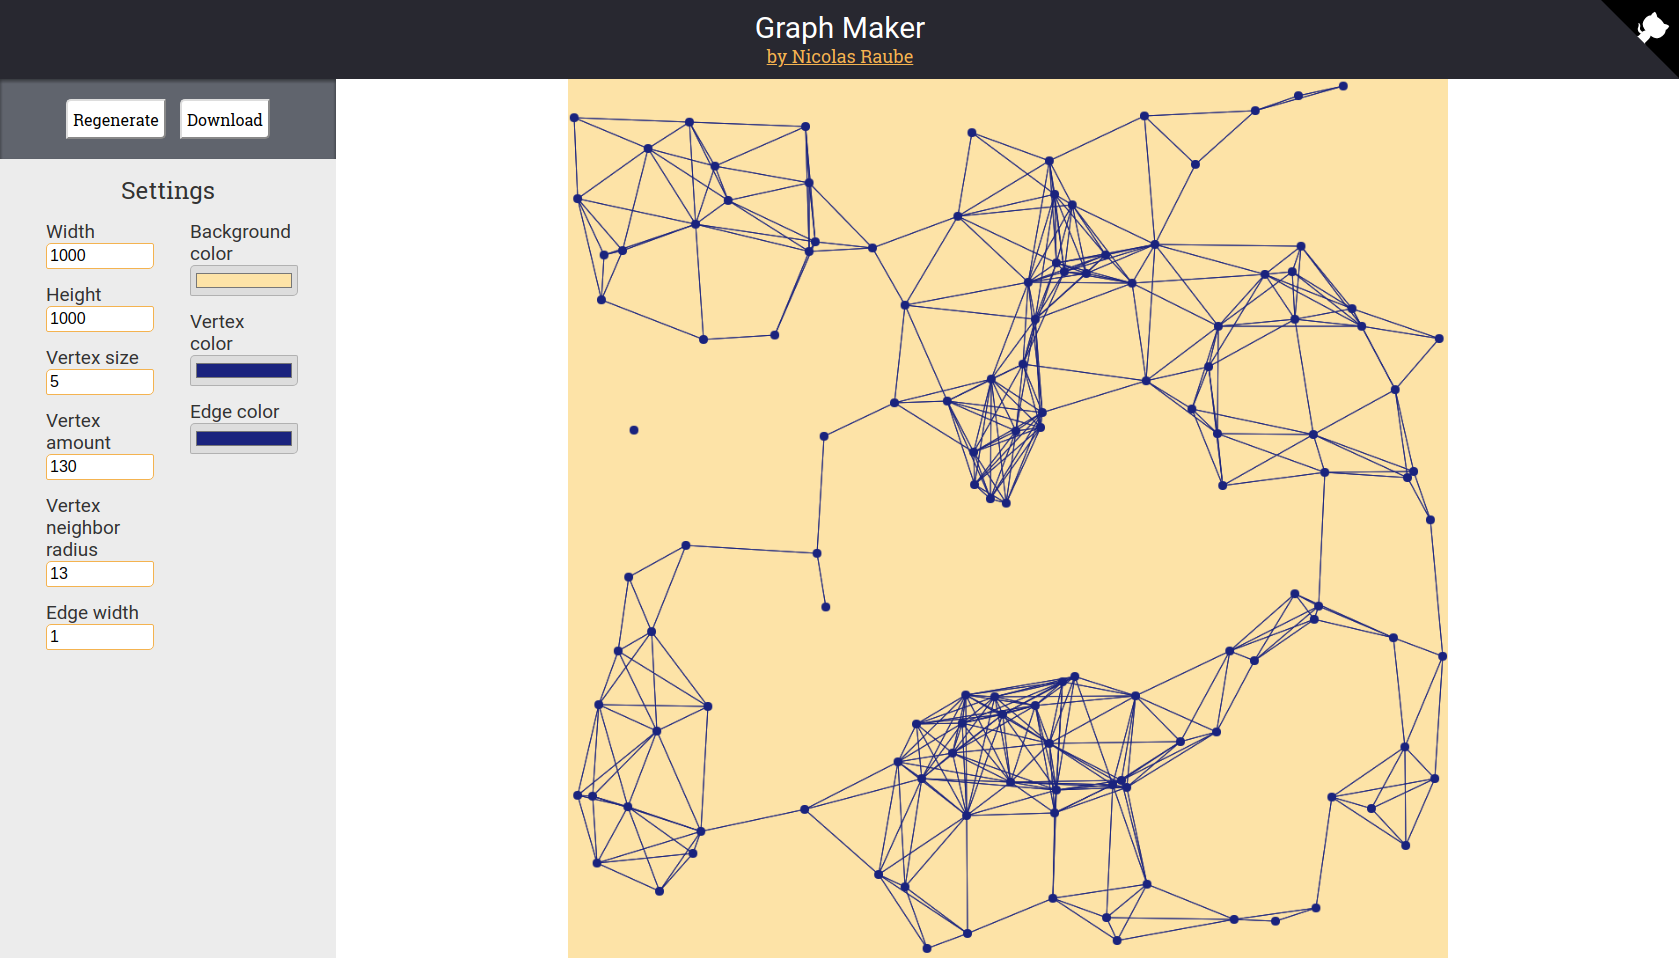 Graph Maker
by Nicolas Raube
Regenerate
Download
Settings
Width
1000
Height
1000
Vertex size
5
Vertex
amount
130
Vertex
neighbor
radius
13
Edge width
1
Background
color
Vertex
color
Edge color